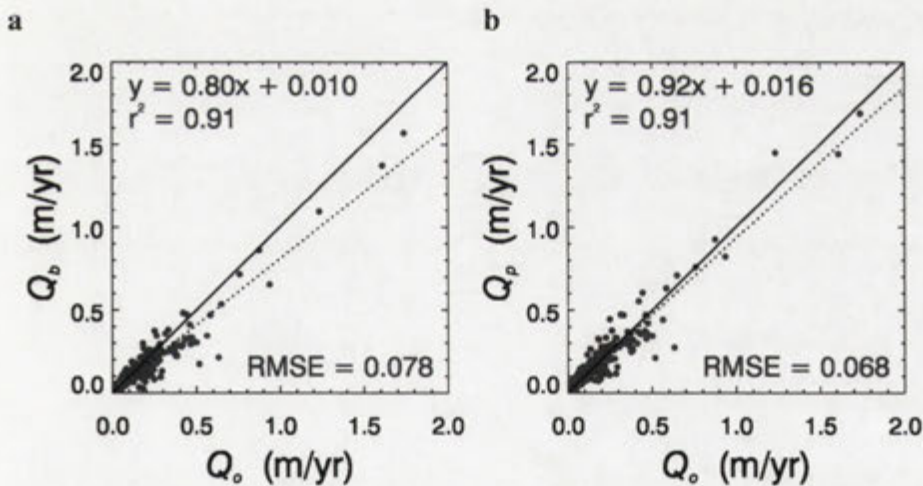 a
2.0
1.5
1.0
0.5
0.0
Q_b (m/yr)
y = 0.80x + 0.010
r² = 0.91
RMSE = 0.078
0.0 0.5 1.0 1.5 2.0
Q_o (m/yr)
b
2.0
1.5
1.0
0.5
0.0
Q_p (m/yr)
y = 0.92x + 0.016
r² = 0.91
RMSE = 0.068
0.0 0.5 1.0 1.5 2.0
Q_o (m/yr)